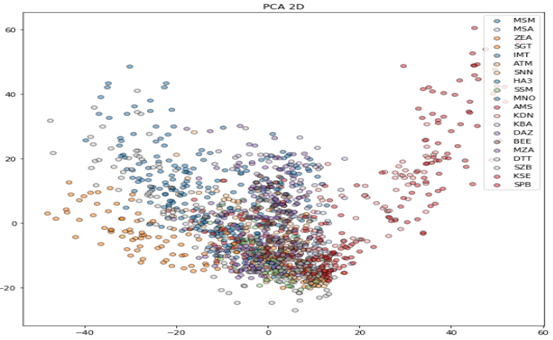 PCA 2D
MSM
MSA
ZEA
SGT
IMT
ATM
SNN
HA3
SSM
MNO
AMS
KDN
KBA
DAZ
BEE
MZA
DTT
SZB
KSE
SPB
60
40
20
0
−20
−40 −20 0 20 40 60